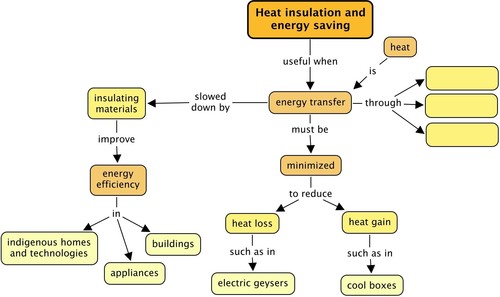 Heat insulation and
energy saving
useful when
heat
is
insulating
materials
slowed
down by
energy transfer
through
improve
must be
energy
efficiency
minimized
in
to reduce
heat loss
heat gain
indigenous homes
and technologies
buildings
appliances
such as in
such as in
electric geysers
cool boxes